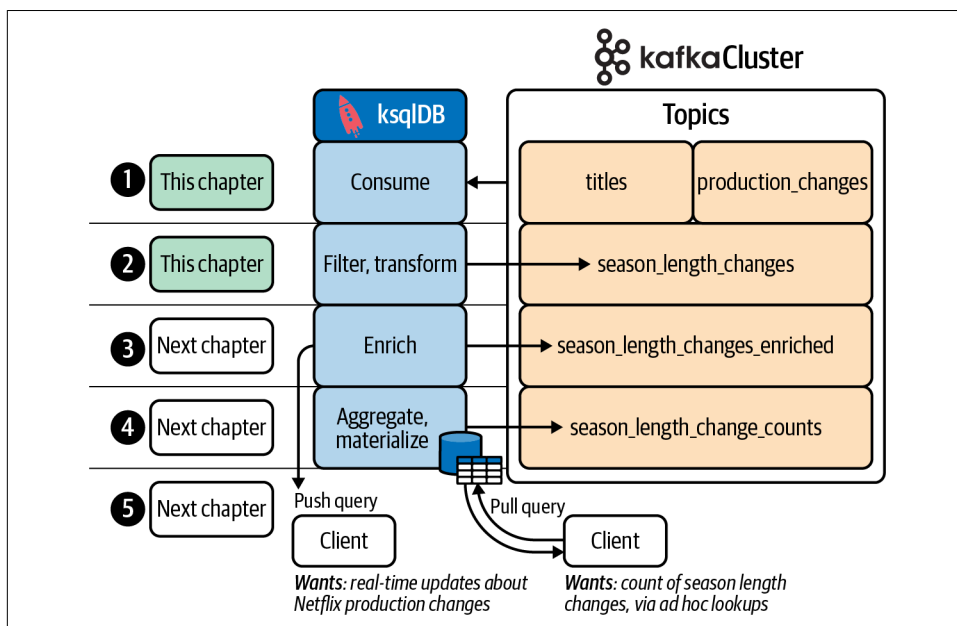 kafkaCluster
ksqlDB
Topics
1
This chapter
Consume
titles
production_changes
2
This chapter
Filter, transform
season_length_changes
3
Next chapter
Enrich
season_length_changes_enriched
4
Next chapter
Aggregate,
materialize
season_length_change_counts
5
Next chapter
Push query
Client
Wants: real-time updates about
Netflix production changes
Pull query
Client
Wants: count of season length
changes, via ad hoc lookups